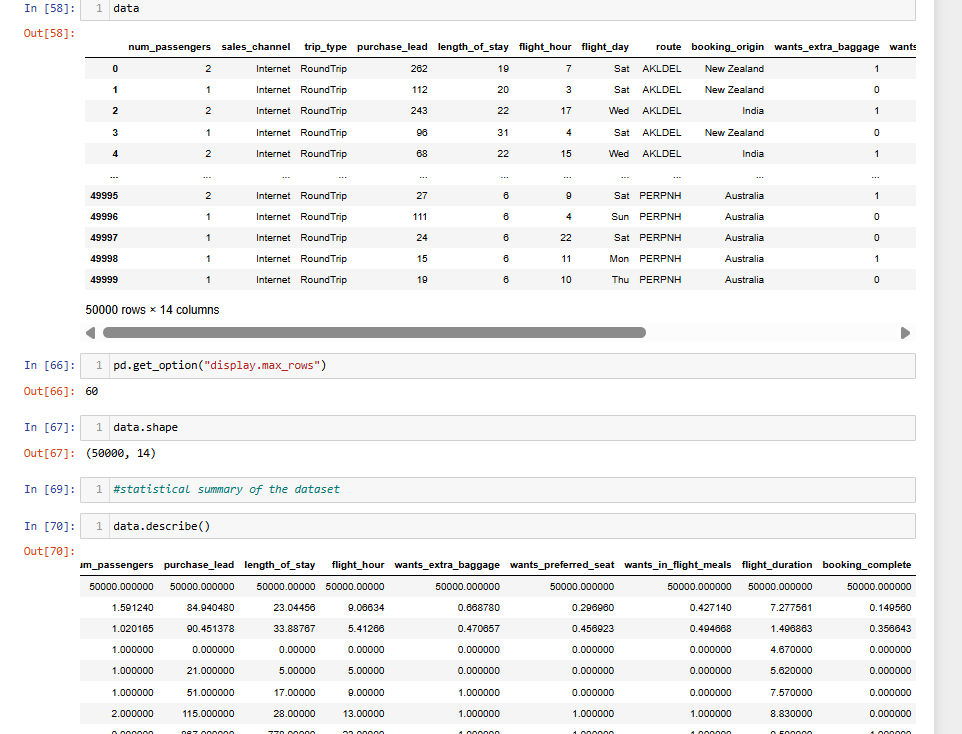 In [58]: 1 data
Out[58]:
num_passengers sales_channel trip_type purchase_lead length_of_stay flight_hour flight_day route booking_origin wants_extra_baggage wants
0 2 Internet RoundTrip 262 19 7 Sat AKLDEL New Zealand 1
1 1 Internet RoundTrip 112 20 3 Sat AKLDEL New Zealand 0
2 2 Internet RoundTrip 243 22 17 Wed AKLDEL India 1
3 1 Internet RoundTrip 96 31 4 Sat AKLDEL New Zealand 0
4 2 Internet RoundTrip 68 22 15 Wed AKLDEL India 1
... ... ... ... ... ... ... ... ... ... ...
49995 2 Internet RoundTrip 27 6 9 Sat PERPNH Australia 1
49996 1 Internet RoundTrip 111 6 4 Sun PERPNH Australia 0
49997 1 Internet RoundTrip 24 6 22 Sat PERPNH Australia 0
49998 1 Internet RoundTrip 15 6 11 Mon PERPNH Australia 1
49999 1 Internet RoundTrip 19 6 10 Thu PERPNH Australia 0
50000 rows × 14 columns
In [66]: 1 pd.get_option("display.max_rows")
Out[66]: 60
In [67]: 1 data.shape
Out[67]: (50000, 14)
In [69]: 1 #statistical summary of the dataset
In [70]: 1 data.describe()
Out[70]:
um_passengers purchase_lead length_of_stay flight_hour wants_extra_baggage wants_preferred_seat wants_in_flight_meals flight_duration booking_complete
50000.000000 50000.000000 50000.00000 50000.00000 50000.000000 50000.000000 50000.000000 50000.000000 50000.000000
1.591240 84.940480 23.04456 9.06634 0.668780 0.296960 0.427140 7.277561 0.149560
1.020165 90.451378 33.88767 5.41266 0.470657 0.456923 0.494668 1.496863 0.356643
1.000000 0.000000 0.00000 0.00000 0.000000 0.000000 0.000000 4.670000 0.000000
1.000000 21.000000 5.00000 5.00000 0.000000 0.000000 0.000000 5.620000 0.000000
1.000000 51.000000 17.00000 9.00000 1.000000 0.000000 0.000000 7.570000 0.000000
2.000000 115.000000 28.00000 13.00000 1.000000 1.000000 1.000000 8.830000 0.000000